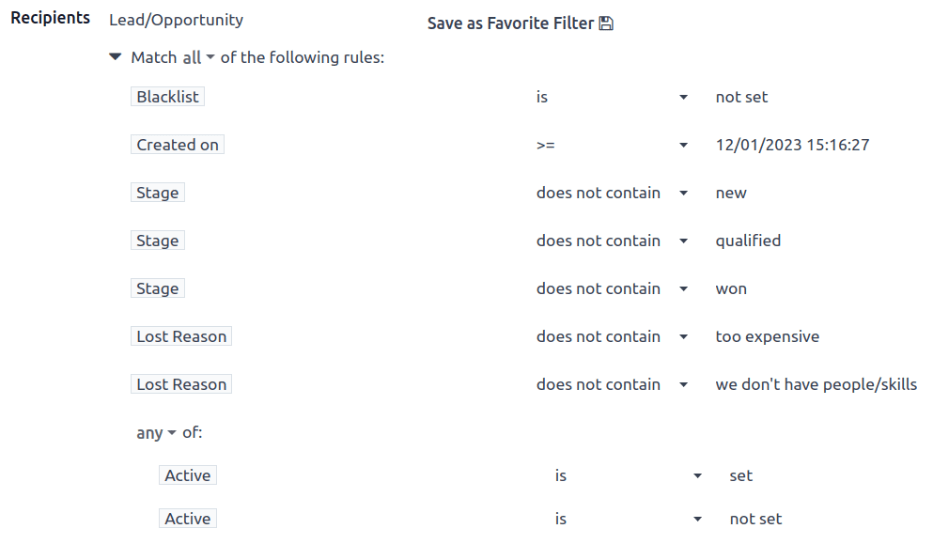 Recipients Lead/Opportunity Save as Favorite Filter
Match all of the following rules:
Blacklist is not set
Created on >= 12/01/2023 15:16:27
Stage does not contain new
Stage does not contain qualified
Stage does not contain won
Lost Reason does not contain too expensive
Lost Reason does not contain we don't have people/skills
any of:
Active is set
Active is not set